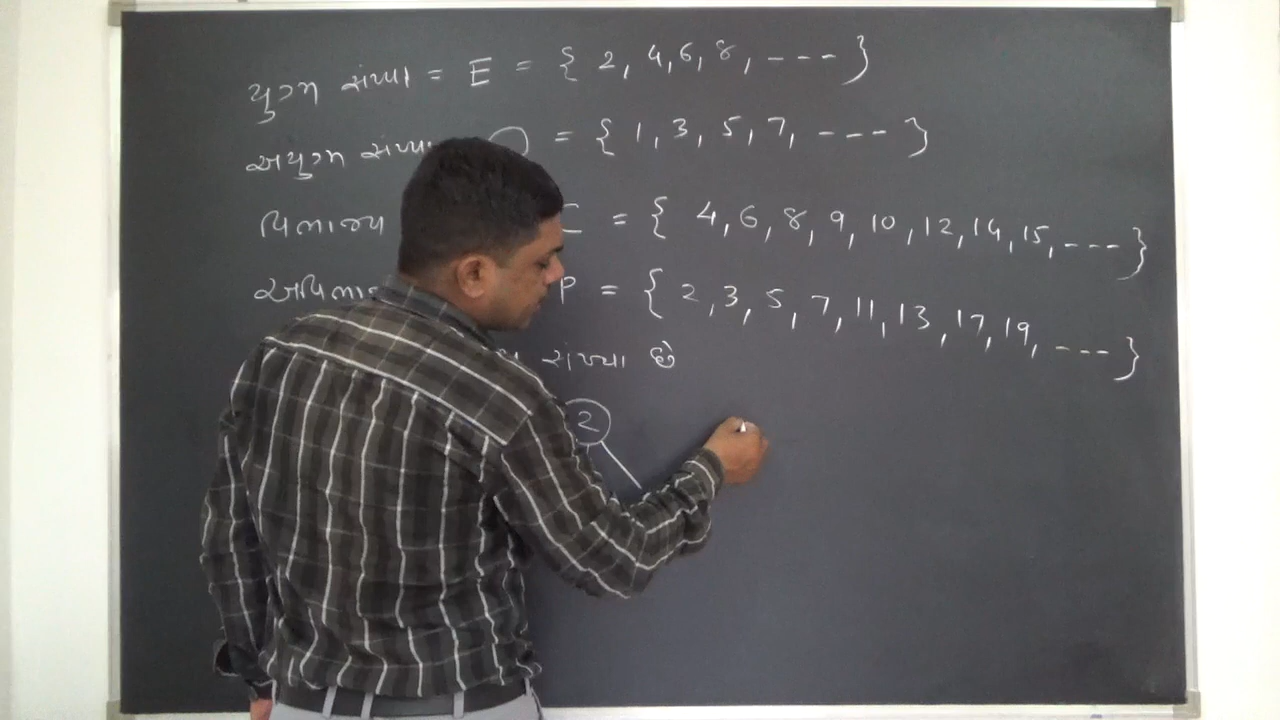 યુગ્મ સંખ્યા = E = { 2, 4, 6, 8, - - - }
અયુગ્મ સંખ્યા = { 1, 3, 5, 7, - - - }
વિભાજ્ય C = { 4, 6, 8, 9, 10, 12, 14, 15, - - - }
P = { 2, 3, 5, 7, 11, 13, 17, 19, - - - }
સંખ્યા છે
2